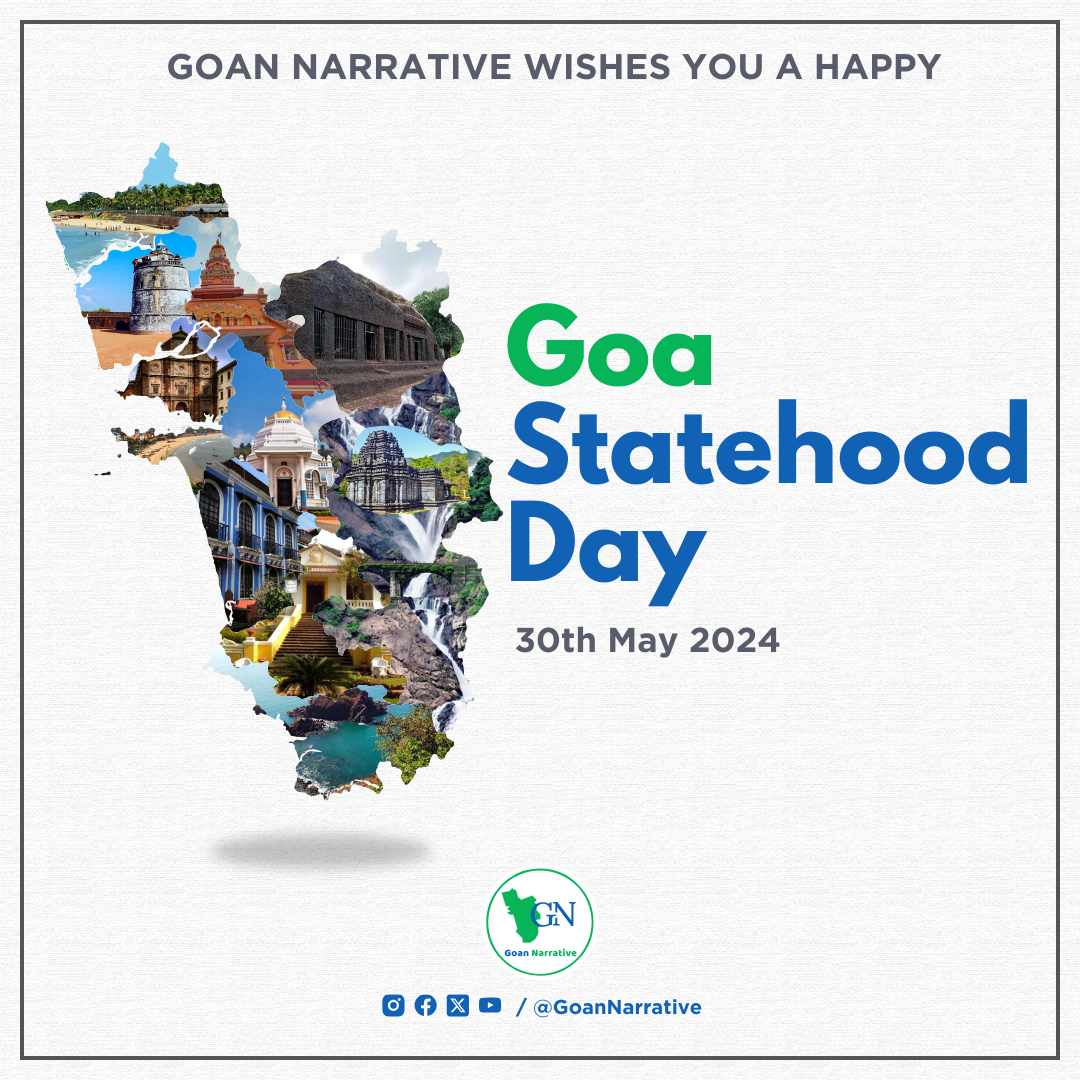 GOAN NARRATIVE WISHES YOU A HAPPY
Goa
Statehood
Day
30th May 2024
GN
Goan Narrative
/ @GoanNarrative